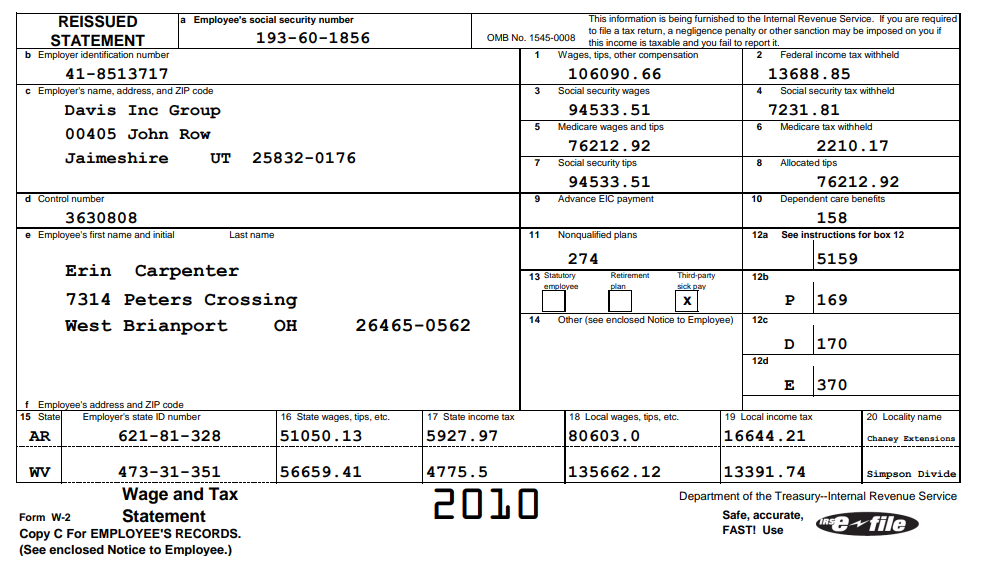 REISSUED STATEMENT
a Employee's social security number
193-60-1856
OMB No. 1545-0008
This information is being furnished to the Internal Revenue Service. If you are required
to file a tax return, a negligence penalty or other sanction may be imposed on you if
this income is taxable and you fail to report it.
b Employer identification number
41-8513717
1 Wages, tips, other compensation
106090.66
2 Federal income tax withheld
13688.85
c Employer's name, address, and ZIP code
Davis Inc Group
00405 John Row
Jaimeshire UT 25832-0176
3 Social security wages
94533.51
4 Social security tax withheld
7231.81
5 Medicare wages and tips
76212.92
6 Medicare tax withheld
2210.17
7 Social security tips
94533.51
8 Allocated tips
76212.92
d Control number
3630808
9 Advance EIC payment
10 Dependent care benefits
158
e Employee's first name and initial Last name
Erin Carpenter
7314 Peters Crossing
West Brianport OH 26465-0562
f Employee's address and ZIP code
11 Nonqualified plans
274
12a See instructions for box 12
5159
13 Statutory employee
Retirement plan
Third-party sick pay
x
12b
P 169
14 Other (see enclosed Notice to Employee)
12c
D 170
12d
E 370
15 State Employer's state ID number 16 State wages, tips, etc. 17 State income tax 18 Local wages, tips, etc. 19 Local income tax 20 Locality name
AR 621-81-328 51050.13 5927.97 80603.0 16644.21 Chaney Extensions
WV 473-31-351 56659.41 4775.5 135662.12 13391.74 Simpson Divide
Form W-2
Wage and Tax
Statement
2010
Department of the Treasury--Internal Revenue Service
Copy C For EMPLOYEE'S RECORDS.
(See enclosed Notice to Employee.)
Safe, accurate,
FAST! Use
IRS e-file